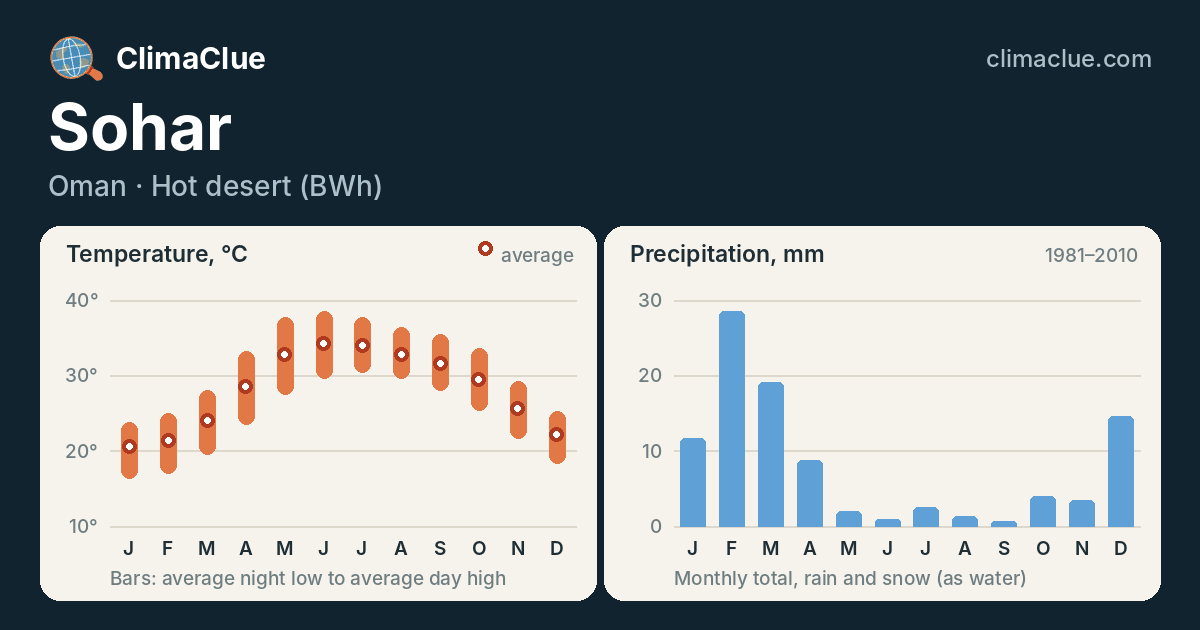 ClimaClue
climaclue.com
Sohar
Oman · Hot desert (BWh)
Temperature, °C
average
40°
30°
20°
10°
J F M A M J J A S O N D
Bars: average night low to average day high
Precipitation, mm
1981–2010
30
20
10
0
J F M A M J J A S O N D
Monthly total, rain and snow (as water)